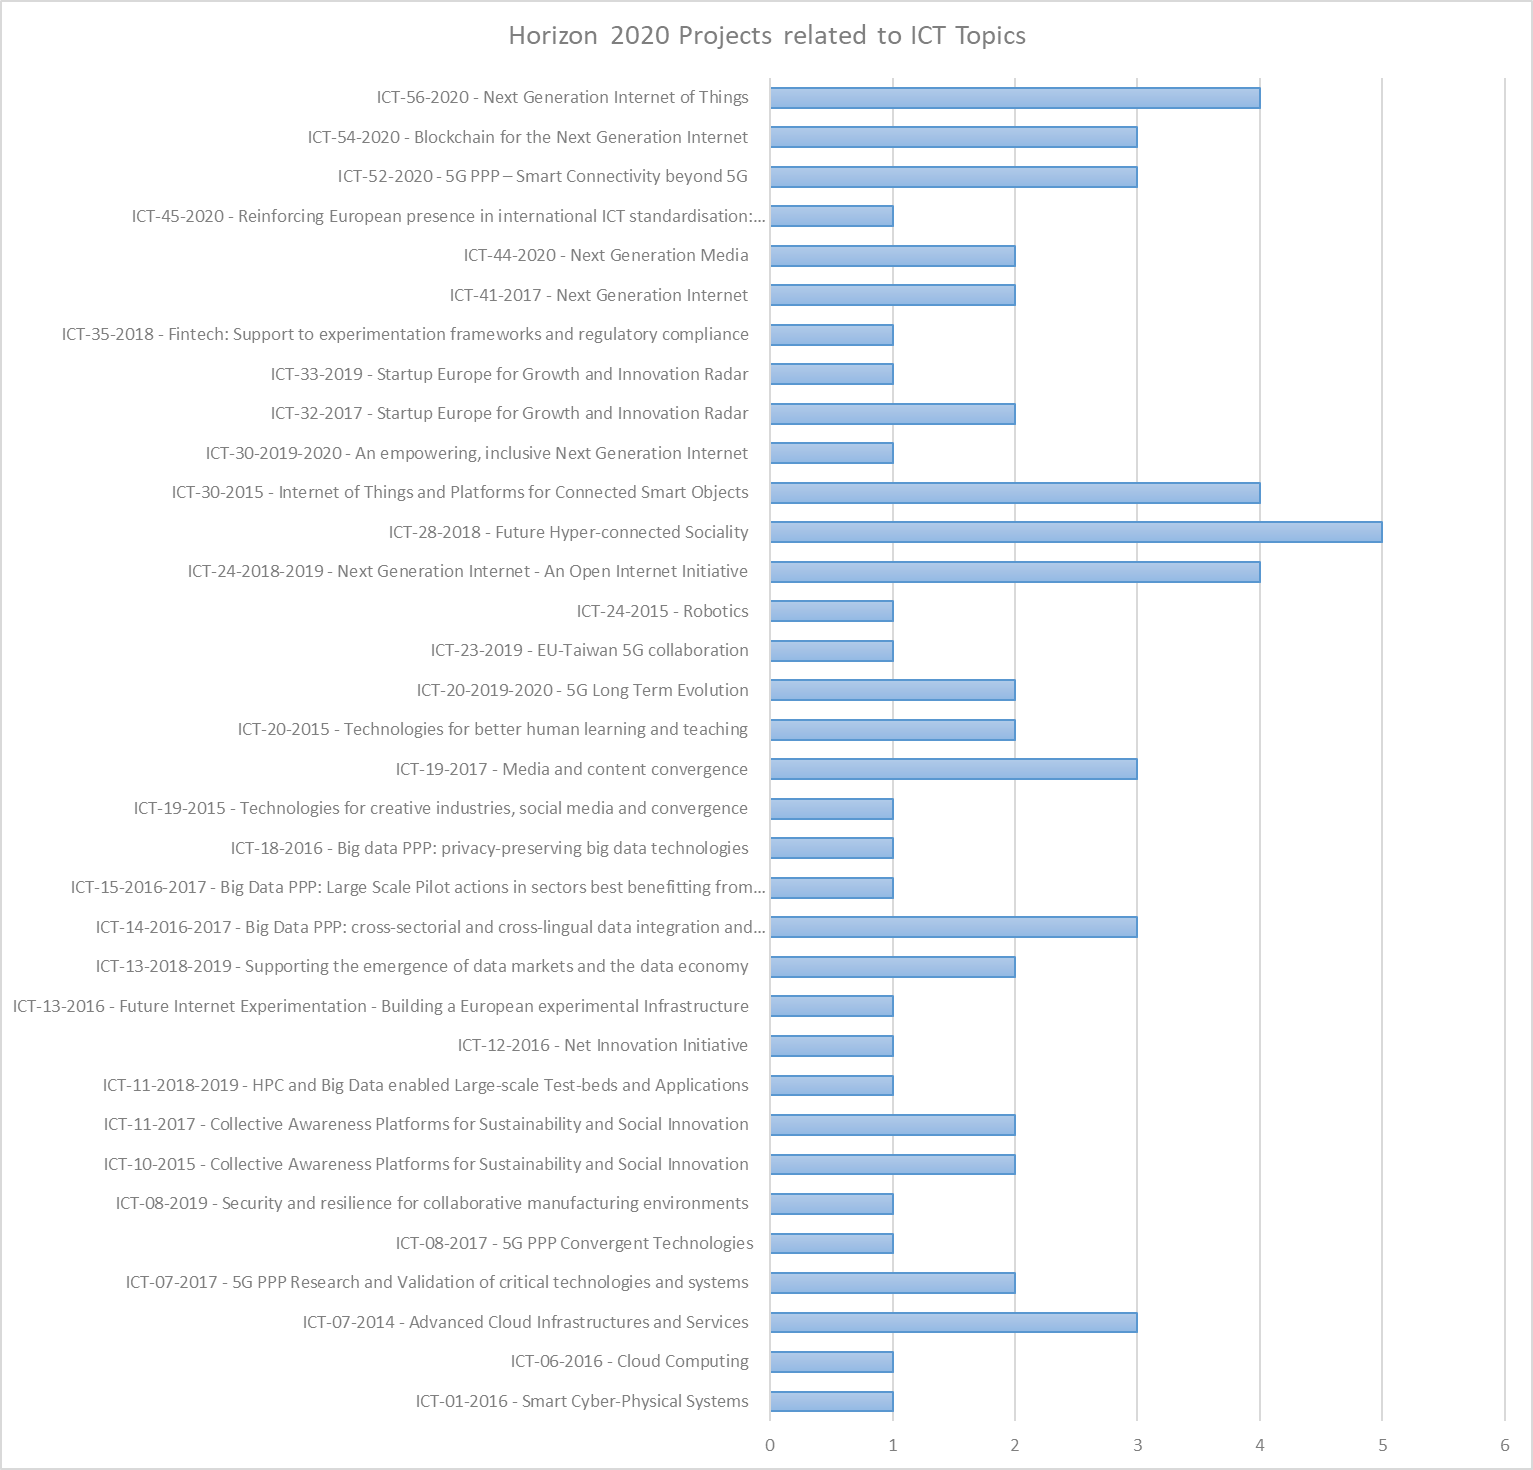 Horizon 2020 Projects related to ICT Topics
ICT-56-2020 - Next Generation Internet of Things
ICT-54-2020 - Blockchain for the Next Generation Internet
ICT-52-2020 - 5G PPP – Smart Connectivity beyond 5G
ICT-45-2020 - Reinforcing European presence in international ICT standardisation:...
ICT-44-2020 - Next Generation Media
ICT-41-2017 - Next Generation Internet
ICT-35-2018 - Fintech: Support to experimentation frameworks and regulatory compliance
ICT-33-2019 - Startup Europe for Growth and Innovation Radar
ICT-32-2017 - Startup Europe for Growth and Innovation Radar
ICT-30-2019-2020 - An empowering, inclusive Next Generation Internet
ICT-30-2015 - Internet of Things and Platforms for Connected Smart Objects
ICT-28-2018 - Future Hyper-connected Sociality
ICT-24-2018-2019 - Next Generation Internet - An Open Internet Initiative
ICT-24-2015 - Robotics
ICT-23-2019 - EU-Taiwan 5G collaboration
ICT-20-2019-2020 - 5G Long Term Evolution
ICT-20-2015 - Technologies for better human learning and teaching
ICT-19-2017 - Media and content convergence
ICT-19-2015 - Technologies for creative industries, social media and convergence
ICT-18-2016 - Big data PPP: privacy-preserving big data technologies
ICT-15-2016-2017 - Big Data PPP: Large Scale Pilot actions in sectors best benefitting from...
ICT-14-2016-2017 - Big Data PPP: cross-sectorial and cross-lingual data integration and...
ICT-13-2018-2019 - Supporting the emergence of data markets and the data economy
ICT-13-2016 - Future Internet Experimentation - Building a European experimental Infrastructure
ICT-12-2016 - Net Innovation Initiative
ICT-11-2018-2019 - HPC and Big Data enabled Large-scale Test-beds and Applications
ICT-11-2017 - Collective Awareness Platforms for Sustainability and Social Innovation
ICT-10-2015 - Collective Awareness Platforms for Sustainability and Social Innovation
ICT-08-2019 - Security and resilience for collaborative manufacturing environments
ICT-08-2017 - 5G PPP Convergent Technologies
ICT-07-2017 - 5G PPP Research and Validation of critical technologies and systems
ICT-07-2014 - Advanced Cloud Infrastructures and Services
ICT-06-2016 - Cloud Computing
ICT-01-2016 - Smart Cyber-Physical Systems
0 1 2 3 4 5 6